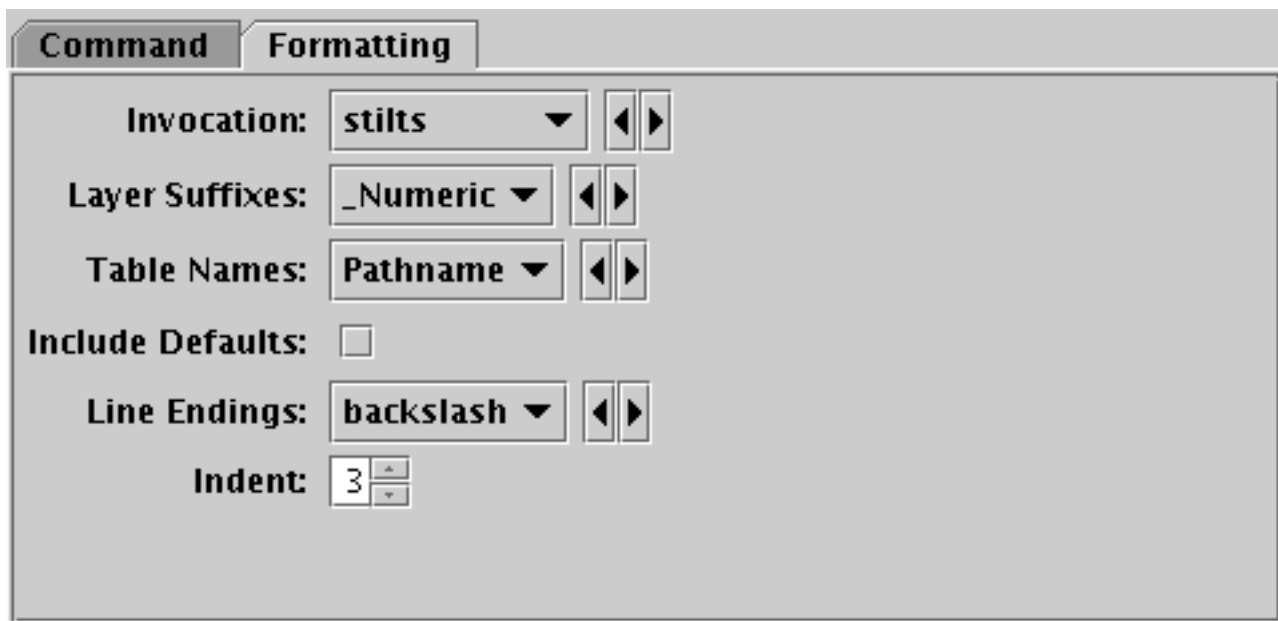 Command Formatting
Invocation: stilts
Layer Suffixes: _Numeric
Table Names: Pathname
Include Defaults:
Line Endings: backslash
Indent: 3